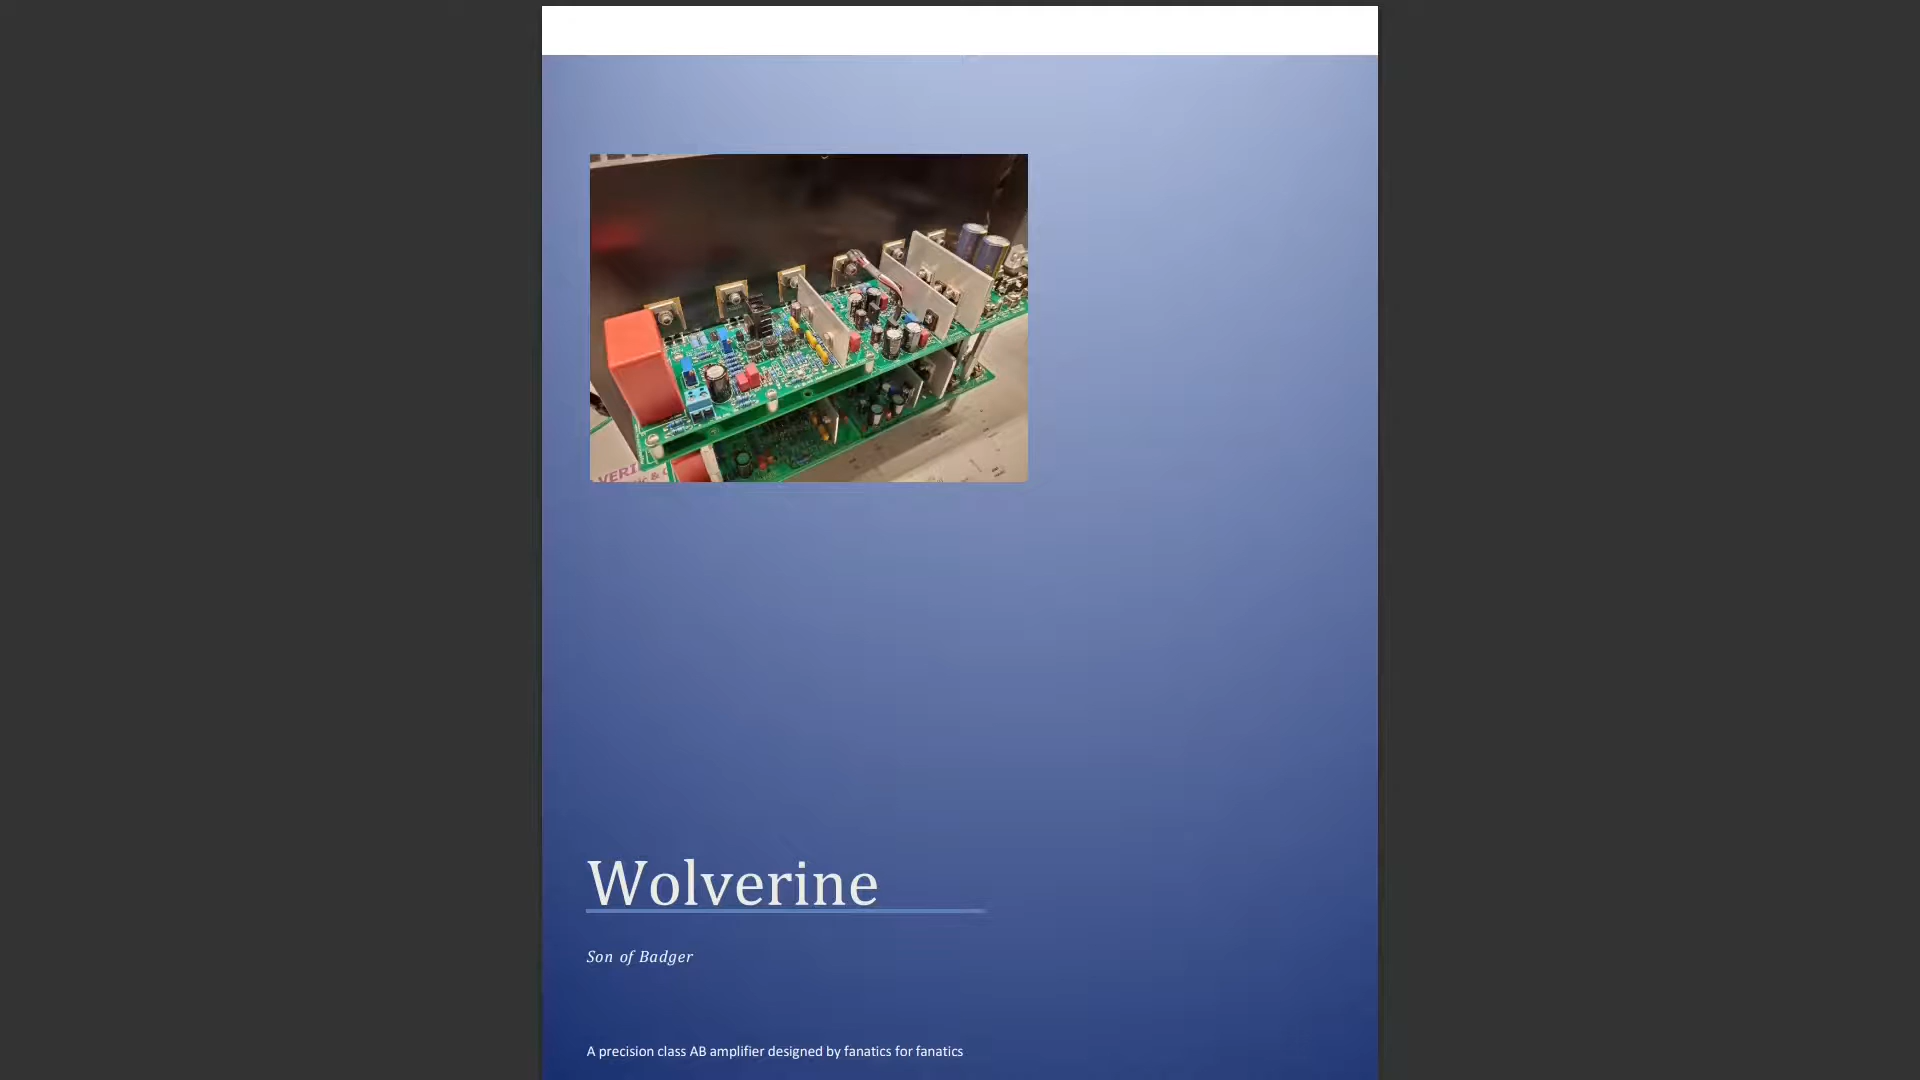 Wolverine
Son of Badger
A precision class AB amplifier designed by fanatics for fanatics